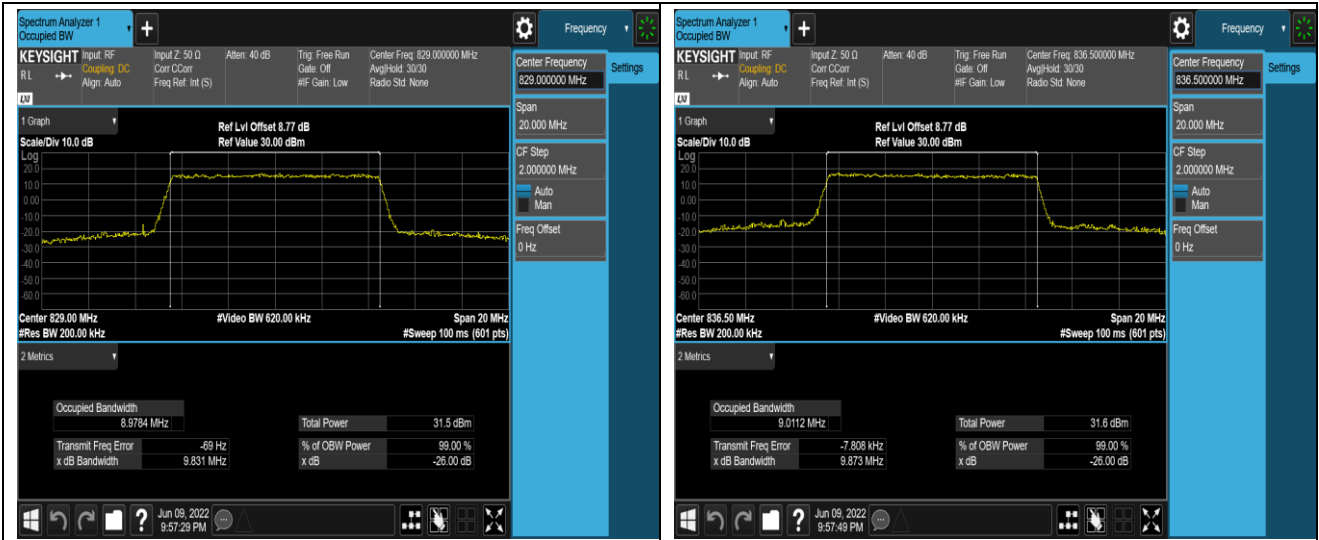 Spectrum Analyzer 1
Occupied BW
+
Frequency
KEYSIGHT Input: RF Input Z: 50 Ω Atten: 40 dB Trig: Free Run Center Freq: 829.000000 MHz
RL Coupling: DC Corr CCorr Gate: Off Avg|Hold: 30/30
Align: Auto Freq Ref: Int (S) #IF Gain: Low Radio Std: None
LXI
Center Frequency
829.000000 MHz
Settings
Span
20.000 MHz
CF Step
2.000000 MHz
Auto
Man
Freq Offset
0 Hz
1 Graph
Ref Lvl Offset 8.77 dB
Scale/Div 10.0 dB Ref Value 30.00 dBm
Log
20.0
10.0
0.00
-10.0
-20.0
-30.0
-40.0
-50.0
-60.0
Center 829.00 MHz #Video BW 620.00 kHz Span 20 MHz
#Res BW 200.00 kHz #Sweep 100 ms (601 pts)
2 Metrics
Occupied Bandwidth
8.9784 MHz Total Power 31.5 dBm
Transmit Freq Error -69 Hz % of OBW Power 99.00 %
x dB Bandwidth 9.831 MHz x dB -26.00 dB
? Jun 09, 2022
9:57:29 PM
Spectrum Analyzer 1
Occupied BW
+
Frequency
KEYSIGHT Input: RF Input Z: 50 Ω Atten: 40 dB Trig: Free Run Center Freq: 836.500000 MHz
RL Coupling: DC Corr CCorr Gate: Off Avg|Hold: 30/30
Align: Auto Freq Ref: Int (S) #IF Gain: Low Radio Std: None
LXI
Center Frequency
836.500000 MHz
Settings
Span
20.000 MHz
CF Step
2.000000 MHz
Auto
Man
Freq Offset
0 Hz
1 Graph
Ref Lvl Offset 8.77 dB
Scale/Div 10.0 dB Ref Value 30.00 dBm
Log
20.0
10.0
0.00
-10.0
-20.0
-30.0
-40.0
-50.0
-60.0
Center 836.50 MHz #Video BW 620.00 kHz Span 20 MHz
#Res BW 200.00 kHz #Sweep 100 ms (601 pts)
2 Metrics
Occupied Bandwidth
9.0112 MHz Total Power 31.6 dBm
Transmit Freq Error -7.808 kHz % of OBW Power 99.00 %
x dB Bandwidth 9.873 MHz x dB -26.00 dB
? Jun 09, 2022
9:57:49 PM